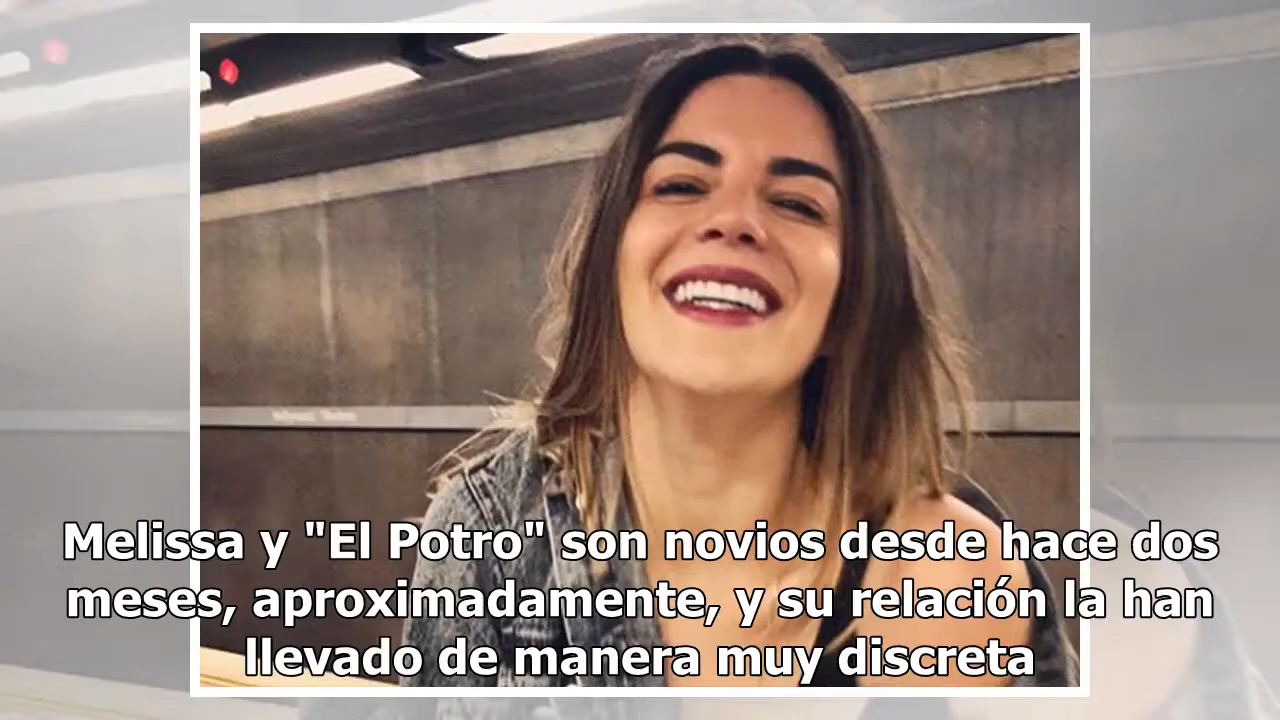 Melissa y "El Potro" son novios desde hace dos
meses, aproximadamente, y su relación la han
llevado de manera muy discreta